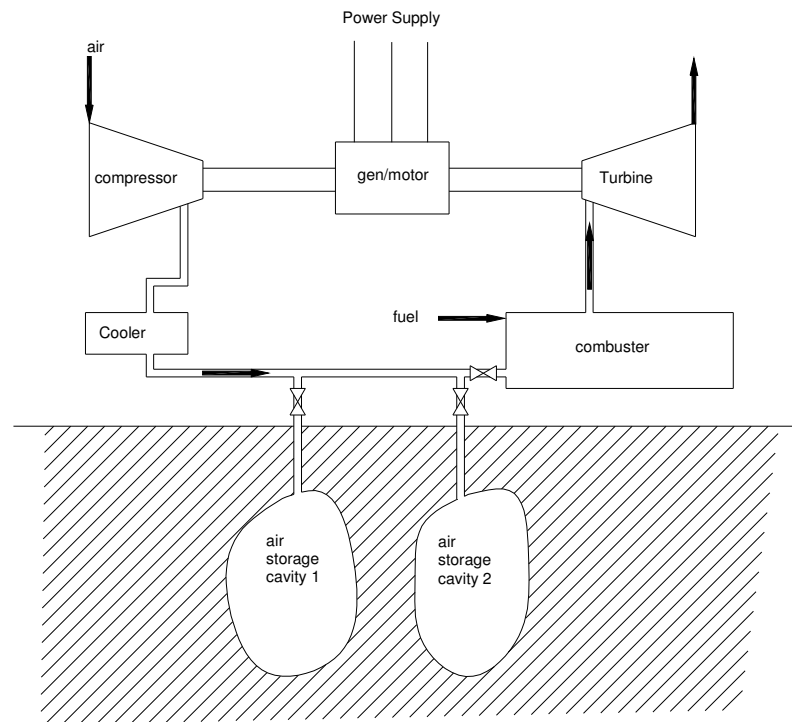 Power Supply
air
compressor
gen/motor
Turbine
Cooler
fuel
combuster
air
storage
cavity 1
air
storage
cavity 2